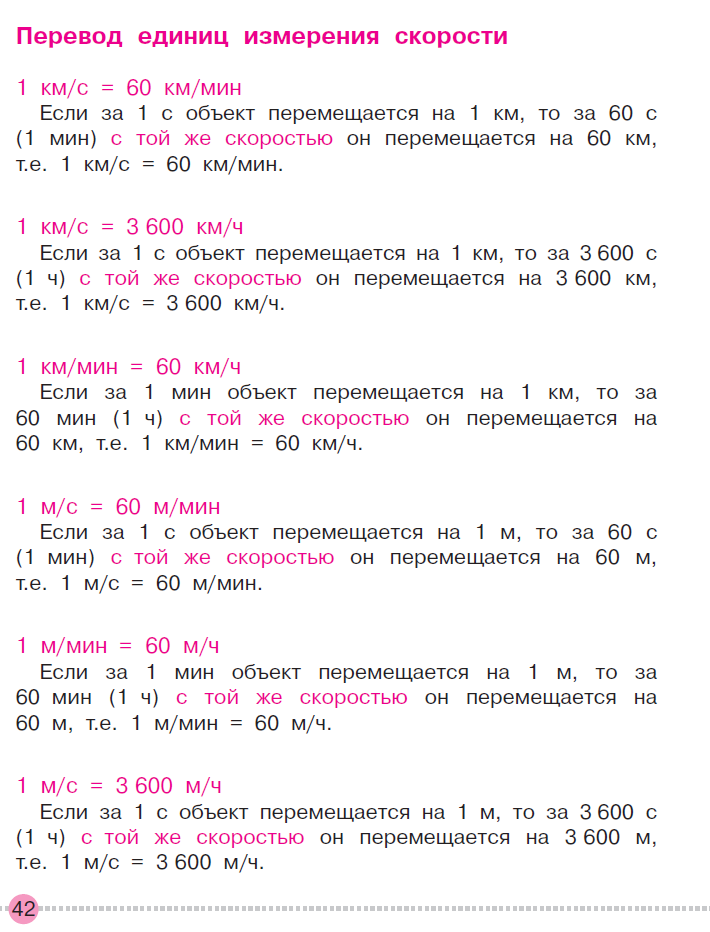 Перевод единиц измерения скорости
1 км/с = 60 км/мин
Если за 1 с объект перемещается на 1 км, то за 60 с
(1 мин) с той же скоростью он перемещается на 60 км,
т.е. 1 км/с = 60 км/мин.
1 км/с = 3 600 км/ч
Если за 1 с объект перемещается на 1 км, то за 3 600 с
(1 ч) с той же скоростью он перемещается на 3 600 км,
т.е. 1 км/с = 3 600 км/ч.
1 км/мин = 60 км/ч
Если за 1 мин объект перемещается на 1 км, то за
60 мин (1 ч) с той же скоростью он перемещается на
60 км, т.е. 1 км/мин = 60 км/ч.
1 м/с = 60 м/мин
Если за 1 с объект перемещается на 1 м, то за 60 с
(1 мин) с той же скоростью он перемещается на 60 м,
т.е. 1 м/с = 60 м/мин.
1 м/мин = 60 м/ч
Если за 1 мин объект перемещается на 1 м, то за
60 мин (1 ч) с той же скоростью он перемещается на
60 м, т.е. 1 м/мин = 60 м/ч.
1 м/с = 3 600 м/ч
Если за 1 с объект перемещается на 1 м, то за 3 600 с
(1 ч) с той же скоростью он перемещается на 3 600 м,
т.е. 1 м/с = 3 600 м/ч.
42